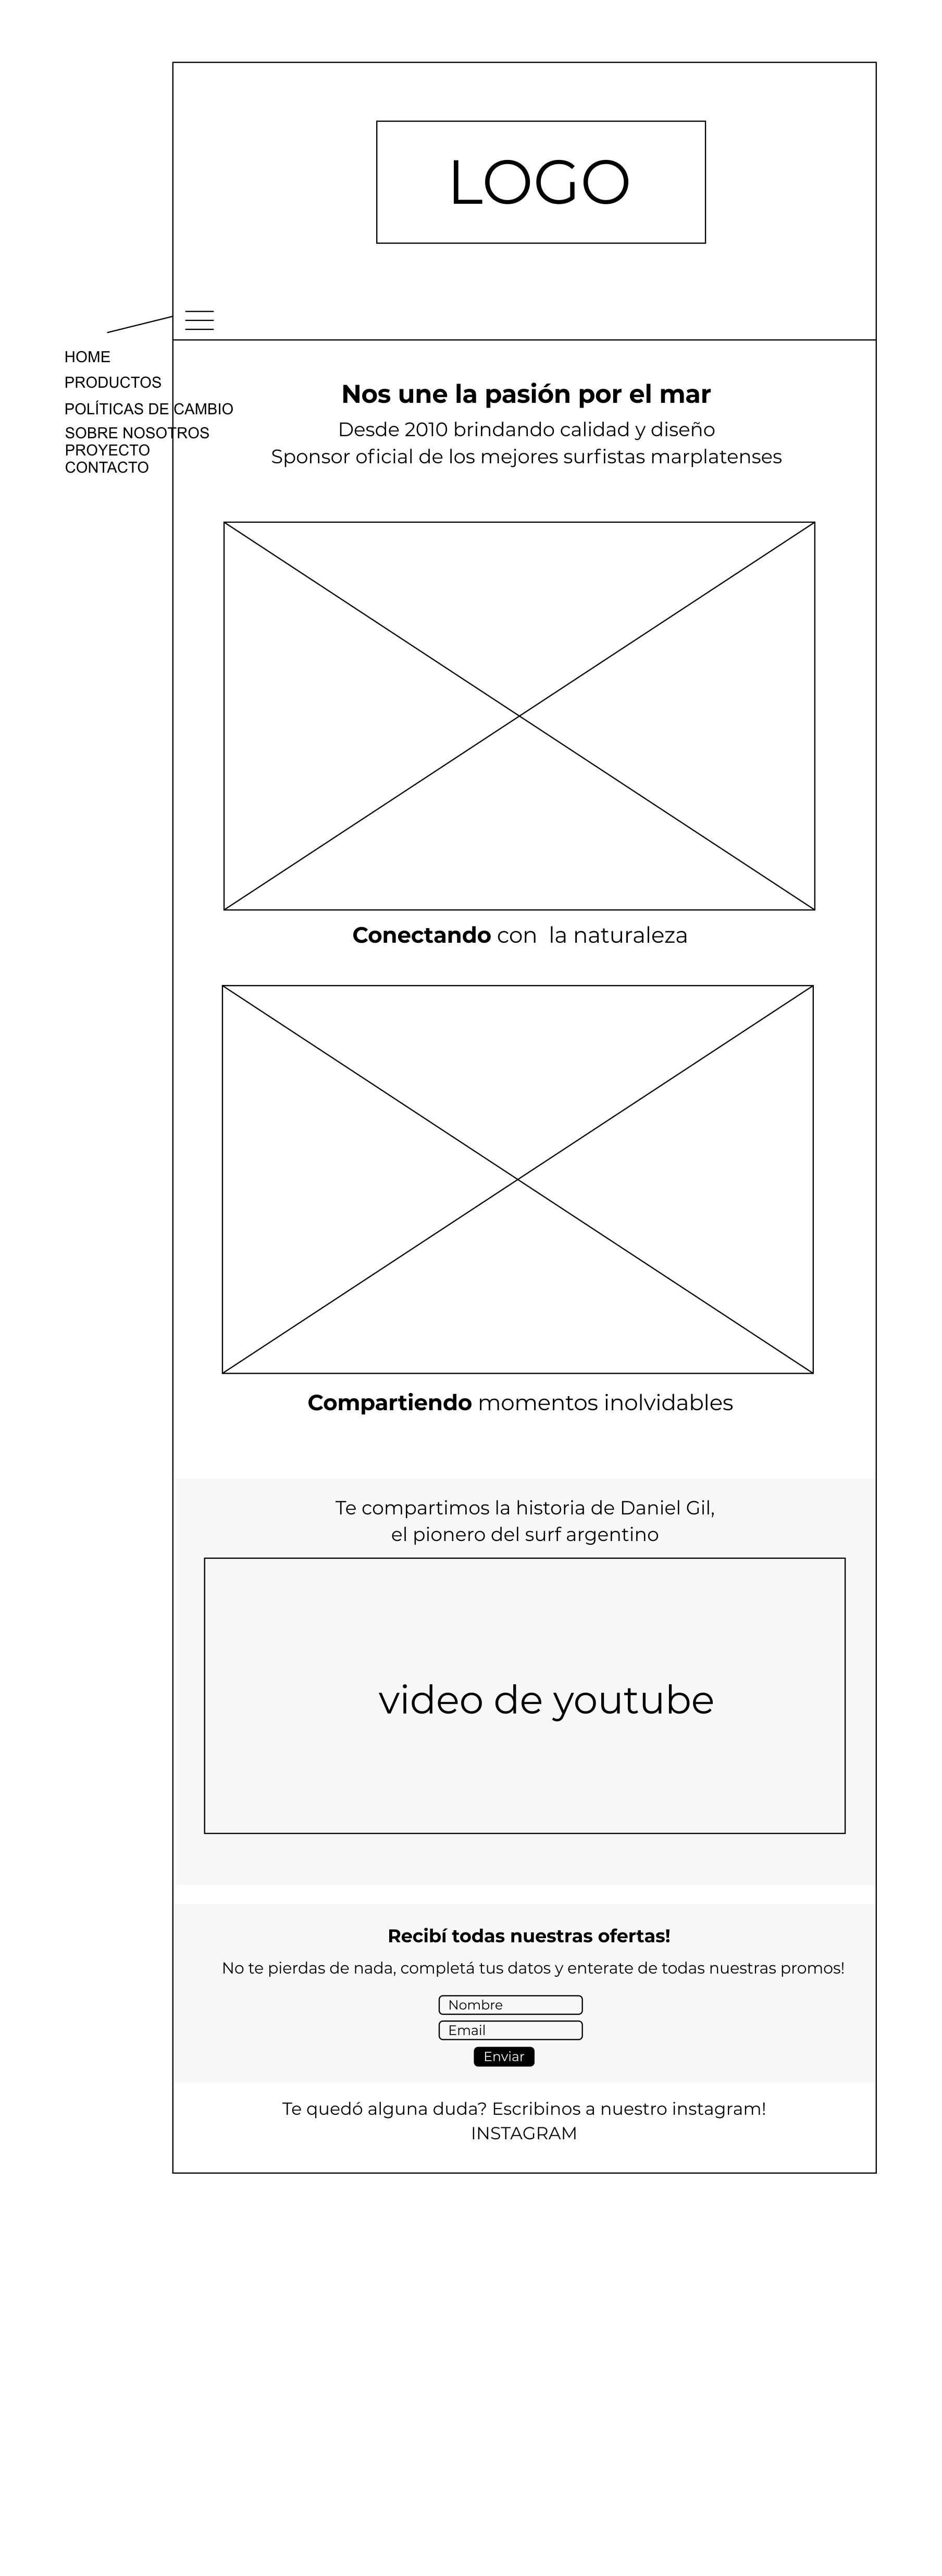 LOGO
HOME
PRODUCTOS
POLÍTICAS DE CAMBIO
SOBRE NOSOTROS
PROYECTO
CONTACTO
Nos une la pasión por el mar
Desde 2010 brindando calidad y diseño
Sponsor oficial de los mejores surfistas marplatenses
Conectando con la naturaleza
Compartiendo momentos inolvidables
Te compartimos la historia de Daniel Gil,
el pionero del surf argentino
video de youtube
Recibí todas nuestras ofertas!
No te pierdas de nada, completá tus datos y enterate de todas nuestras promos!
Nombre
Email
Enviar
Te quedó alguna duda? Escribinos a nuestro instagram!
INSTAGRAM